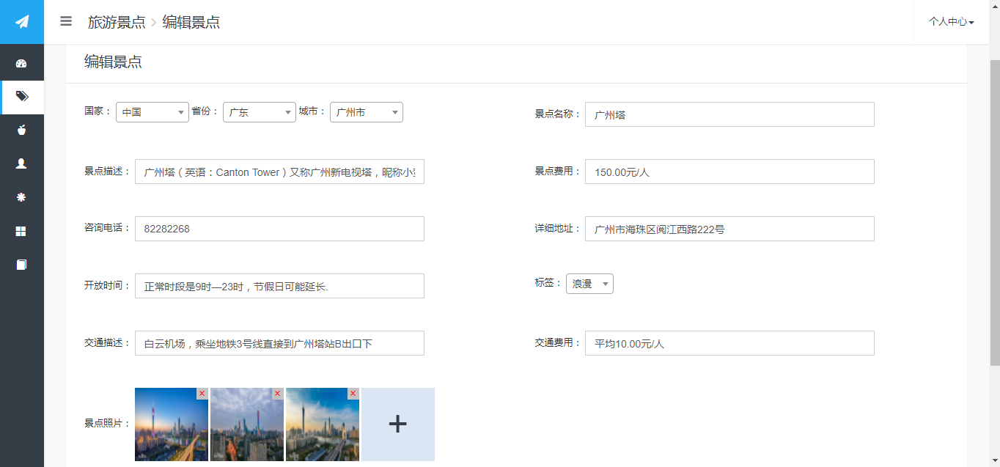 旅游景点 > 编辑景点
个人中心
编辑景点
国家： 中国 省份： 广东 城市： 广州市
景点名称： 广州塔
景点描述： 广州塔（英语：Canton Tower）又称广州新电视塔，昵称小
景点费用： 150.00元/人
咨询电话： 82282268
详细地址： 广州市海珠区阅江西路222号
开放时间： 正常时段是9时—23时，节假日可能延长.
标签： 浪漫
交通描述： 白云机场，乘坐地铁3号线直接到广州塔站B出口下
交通费用： 平均10.00元/人
景点照片：